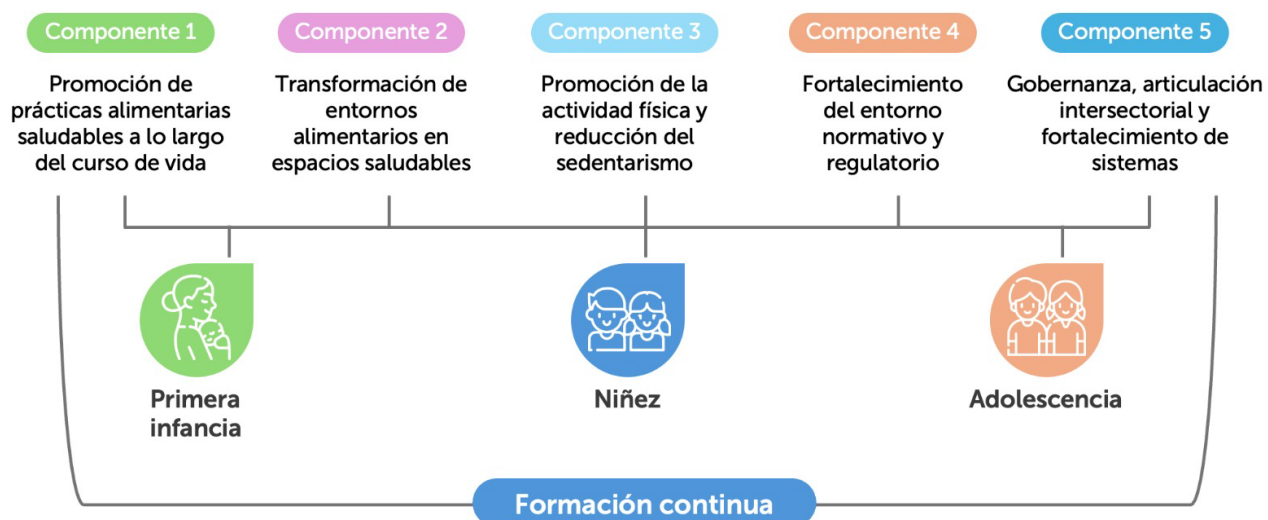 Componente 1
Promoción de
prácticas alimentarias
saludables a lo largo
del curso de vida
Componente 2
Transformación de
entornos
alimentarios en
espacios saludables
Componente 3
Promoción de la
actividad física y
reducción del
sedentarismo
Componente 4
Fortalecimiento
del entorno
normativo y
regulatorio
Componente 5
Gobernanza, articulación
intersectorial y
fortalecimiento de
sistemas
Primera
infancia
Niñez
Adolescencia
Formación continua